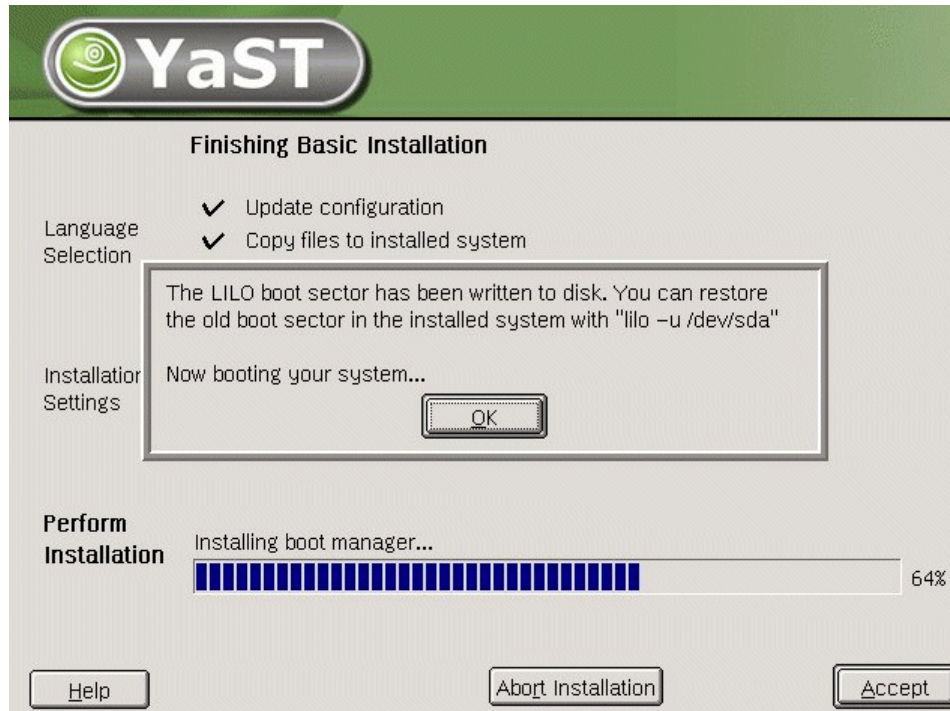 YaST
Finishing Basic Installation
Update configuration
Copy files to installed system
Language
Selection
The LILO boot sector has been written to disk. You can restore
the old boot sector in the installed system with "lilo -u /dev/sda"
Now booting your system...
OK
Installation
Settings
Perform
Installation
Installing boot manager...
64%
Help
Abort Installation
Accept